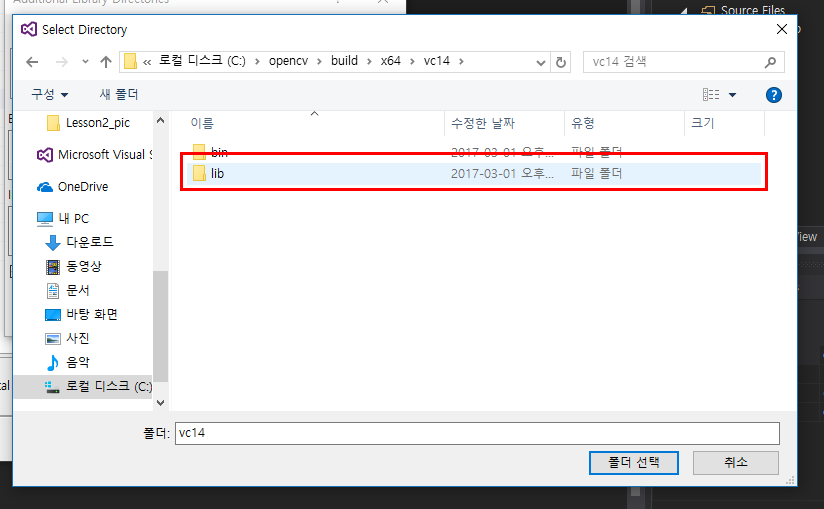 Additional Library Directories
Source Files
Select Directory
« 로컬 디스크 (C:) › opencv › build › x64 › vc14 ›
vc14 검색
구성
새 폴더
이름
수정한 날짜
유형
크기
Lesson2_pic
Microsoft Visual S
OneDrive
내 PC
다운로드
동영상
문서
바탕 화면
사진
음악
로컬 디스크 (C:)
bin 2017-03-01 오후... 파일 폴더
lib 2017-03-01 오후... 파일 폴더
폴더: vc14
폴더 선택
취소